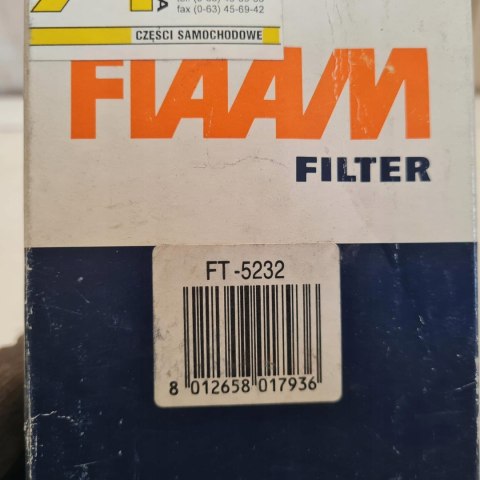 fax (0-63) 45-69-42
CZĘŚCI SAMOCHODOWE
FIAAM
FILTER
FT-5232
8 012658 017936